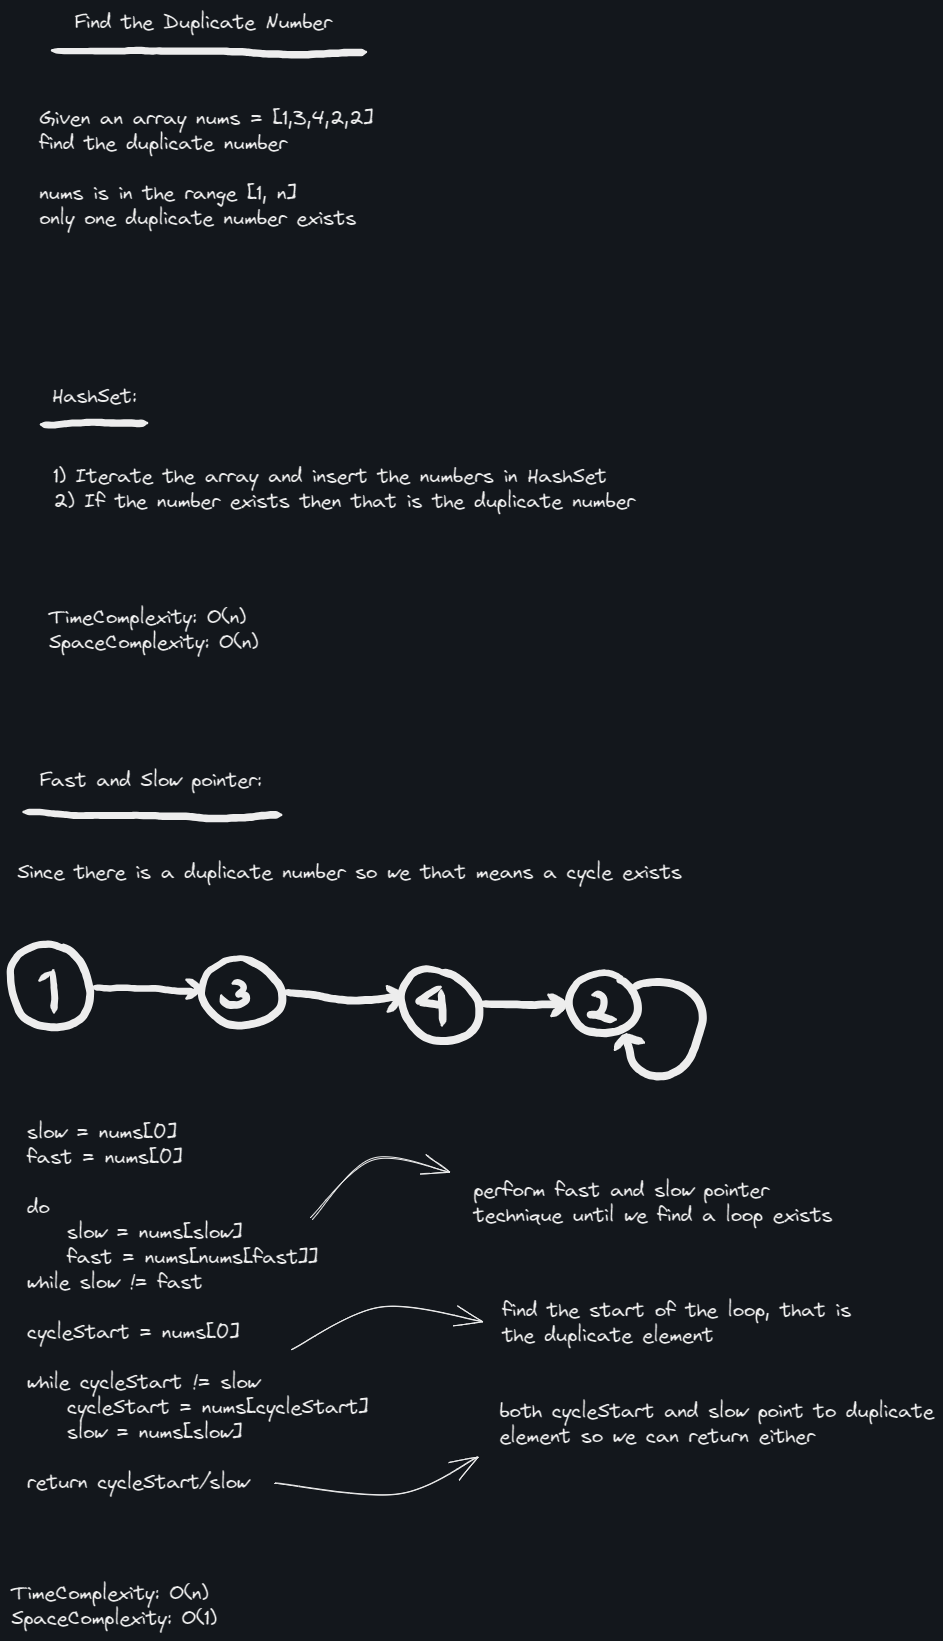 Find the Duplicate Number
Given an array nums = [1,3,4,2,2]
find the duplicate number
nums is in the range [1, n]
only one duplicate number exists
HashSet:
1) Iterate the array and insert the numbers in HashSet
2) If the number exists then that is the duplicate number
TimeComplexity: O(n)
SpaceComplexity: O(n)
Fast and Slow pointer:
Since there is a duplicate number so we that means a cycle exists
1 3 4 2
slow = nums[0]
fast = nums[0]
do
slow = nums[slow]
fast = nums[nums[fast]]
while slow != fast
perform fast and slow pointer
technique until we find a loop exists
cycleStart = nums[0]
while cycleStart != slow
cycleStart = nums[cycleStart]
slow = nums[slow]
find the start of the loop, that is
the duplicate element
return cycleStart/slow
both cycleStart and slow point to duplicate
element so we can return either
TimeComplexity: O(n)
SpaceComplexity: O(1)